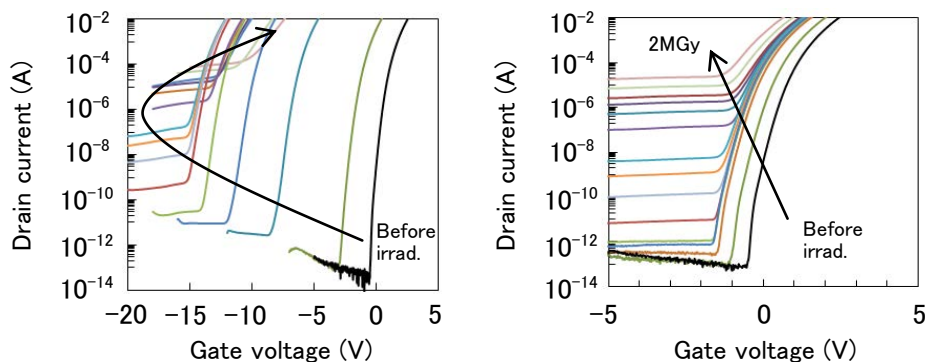 Drain current (A)
10⁻²
10⁻⁴
10⁻⁶
10⁻⁸
10⁻¹⁰
10⁻¹²
10⁻¹⁴
Before
irrad.
−20 −15 −10 −5 0 5
Gate voltage (V)
Drain current (A)
10⁻²
10⁻⁴
10⁻⁶
10⁻⁸
10⁻¹⁰
10⁻¹²
10⁻¹⁴
2MGy
Before
irrad.
−5 0 5
Gate voltage (V)